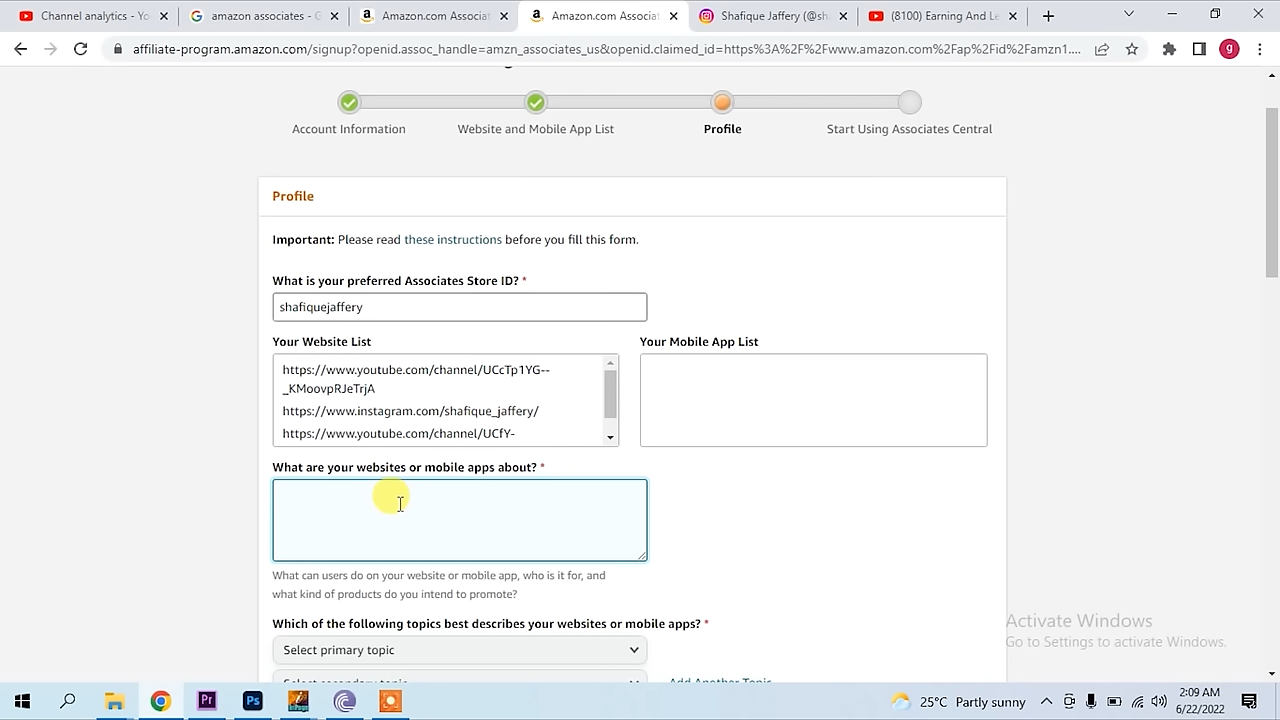 Channel analytics - Yo
amazon associates - G
Amazon.com Associat
Amazon.com Associat
Shafique Jaffery (@sha
(8100) Earning And Le
affiliate-program.amazon.com/signup?openid.assoc_handle=amzn_associates_us&openid.claimed_id=https%3A%2F%2Fwww.amazon.com%2Fap%2Fid%2Famzn1....
g
Account Information
Website and Mobile App List
Profile
Start Using Associates Central
Profile
Important: Please read these instructions before you fill this form.
What is your preferred Associates Store ID? *
shafiquejaffery
Your Website List
Your Mobile App List
https://www.youtube.com/channel/UCcTp1YG--
_KMoovpRJeTrjA
https://www.instagram.com/shafique_jaffery/
https://www.youtube.com/channel/UCfY-
What are your websites or mobile apps about? *
What can users do on your website or mobile app, who is it for, and
what kind of products do you intend to promote?
Which of the following topics best describes your websites or mobile apps? *
Select primary topic
Activate Windows
Go to Settings to activate Windows.
Pr
Ps
25°C Partly sunny
2:09 AM
6/22/2022